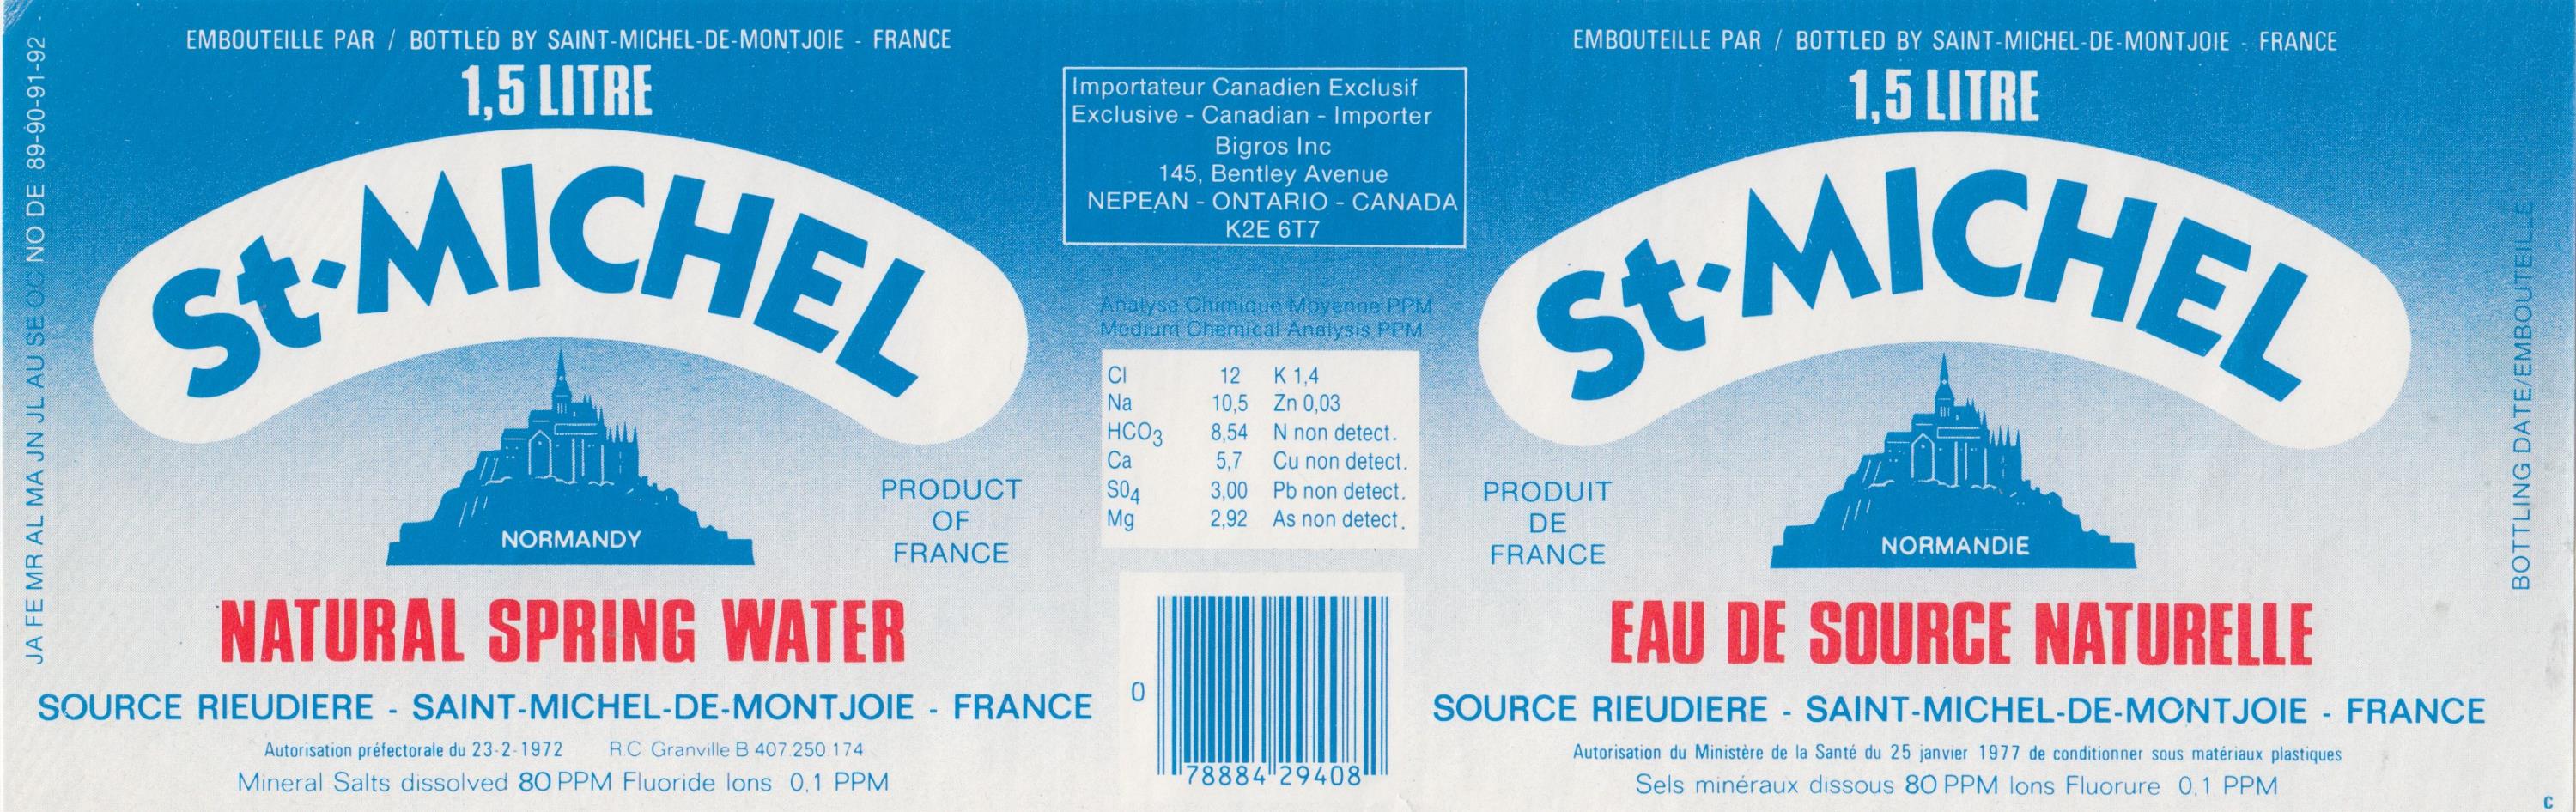 JA FE MR AL MA JN JL AU SE OC NO DE 89-90-91-92 -
EMBOUTEILLE PAR / BOTTLED BY SAINT-MICHEL-DE-MONTJOIE - FRANCE
1,5 LITRE
St-MICHEL
NORMANDY
PRODUCT
OF
FRANCE
NATURAL SPRING WATER
SOURCE RIEUDIERE - SAINT-MICHEL-DE-MONTJOIE - FRANCE
Autorisation préfectorale du 23-2-1972 R C Granville B 407 250 174
Mineral Salts dissolved 80 PPM Fluoride Ions 0,1 PPM
Importateur Canadien Exclusif
Exclusive - Canadian - Importer
Bigros Inc
145, Bentley Avenue
NEPEAN - ONTARIO - CANADA
K2E 6T7
Analyse Chimique Moyenne PPM
Medium Chemical Analysis PPM
Cl 12 K 1,4
Na 10,5 Zn 0,03
HCO3 8,54 N non detect.
Ca 5,7 Cu non detect.
SO4 3,00 Pb non detect.
Mg 2,92 As non detect.
0 78884 29408
EMBOUTEILLE PAR / BOTTLED BY SAINT-MICHEL-DE-MONTJOIE - FRANCE
1,5 LITRE
St-MICHEL
NORMANDIE
PRODUIT
DE
FRANCE
EAU DE SOURCE NATURELLE
SOURCE RIEUDIERE - SAINT-MICHEL-DE-MONTJOIE - FRANCE
Autorisation du Ministère de la Santé du 25 janvier 1977 de conditionner sous matériaux plastiques
Sels minéraux dissous 80 PPM Ions Fluorure 0,1 PPM
BOTTLING DATE/EMBOUTEILLE
C